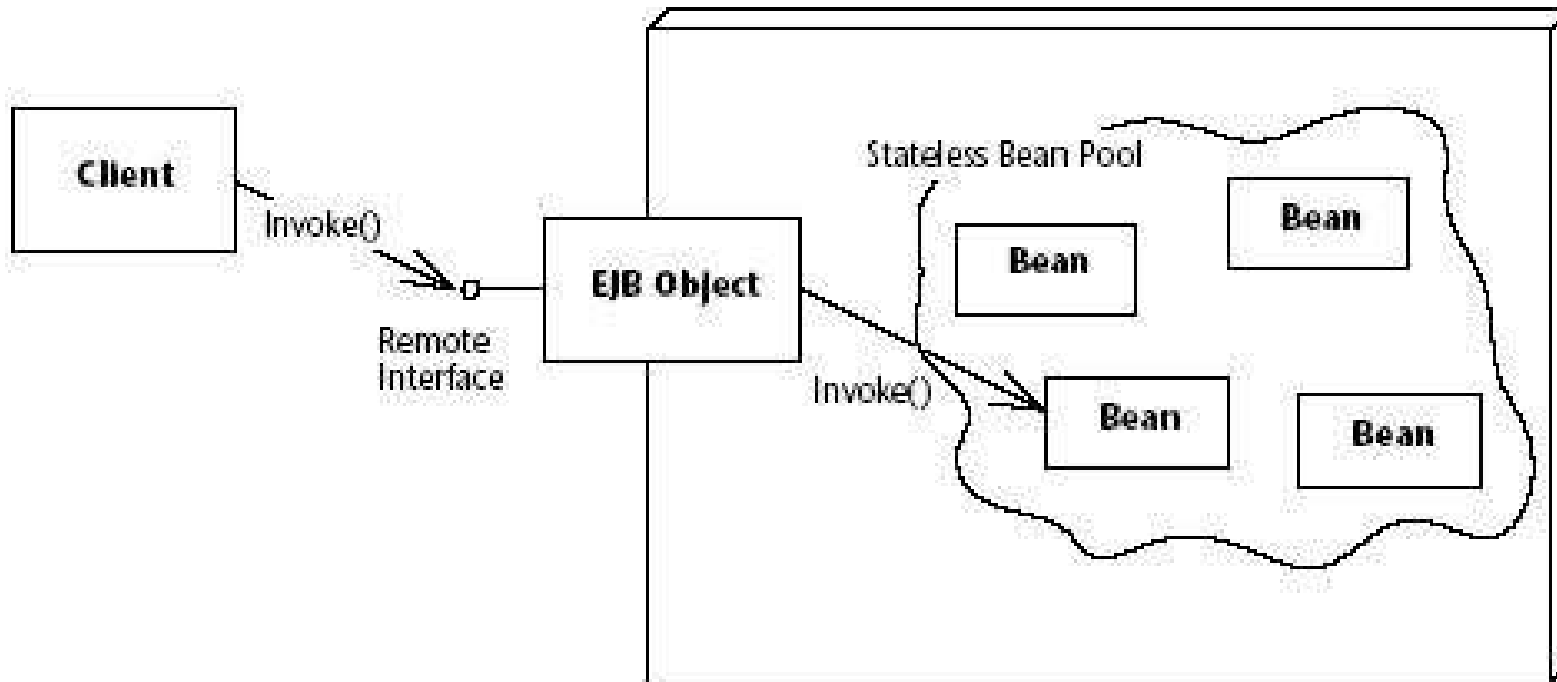 Client
Invoke()
Remote
Interface
EJB Object
Invoke()
Stateless Bean Pool
Bean
Bean
Bean
Bean